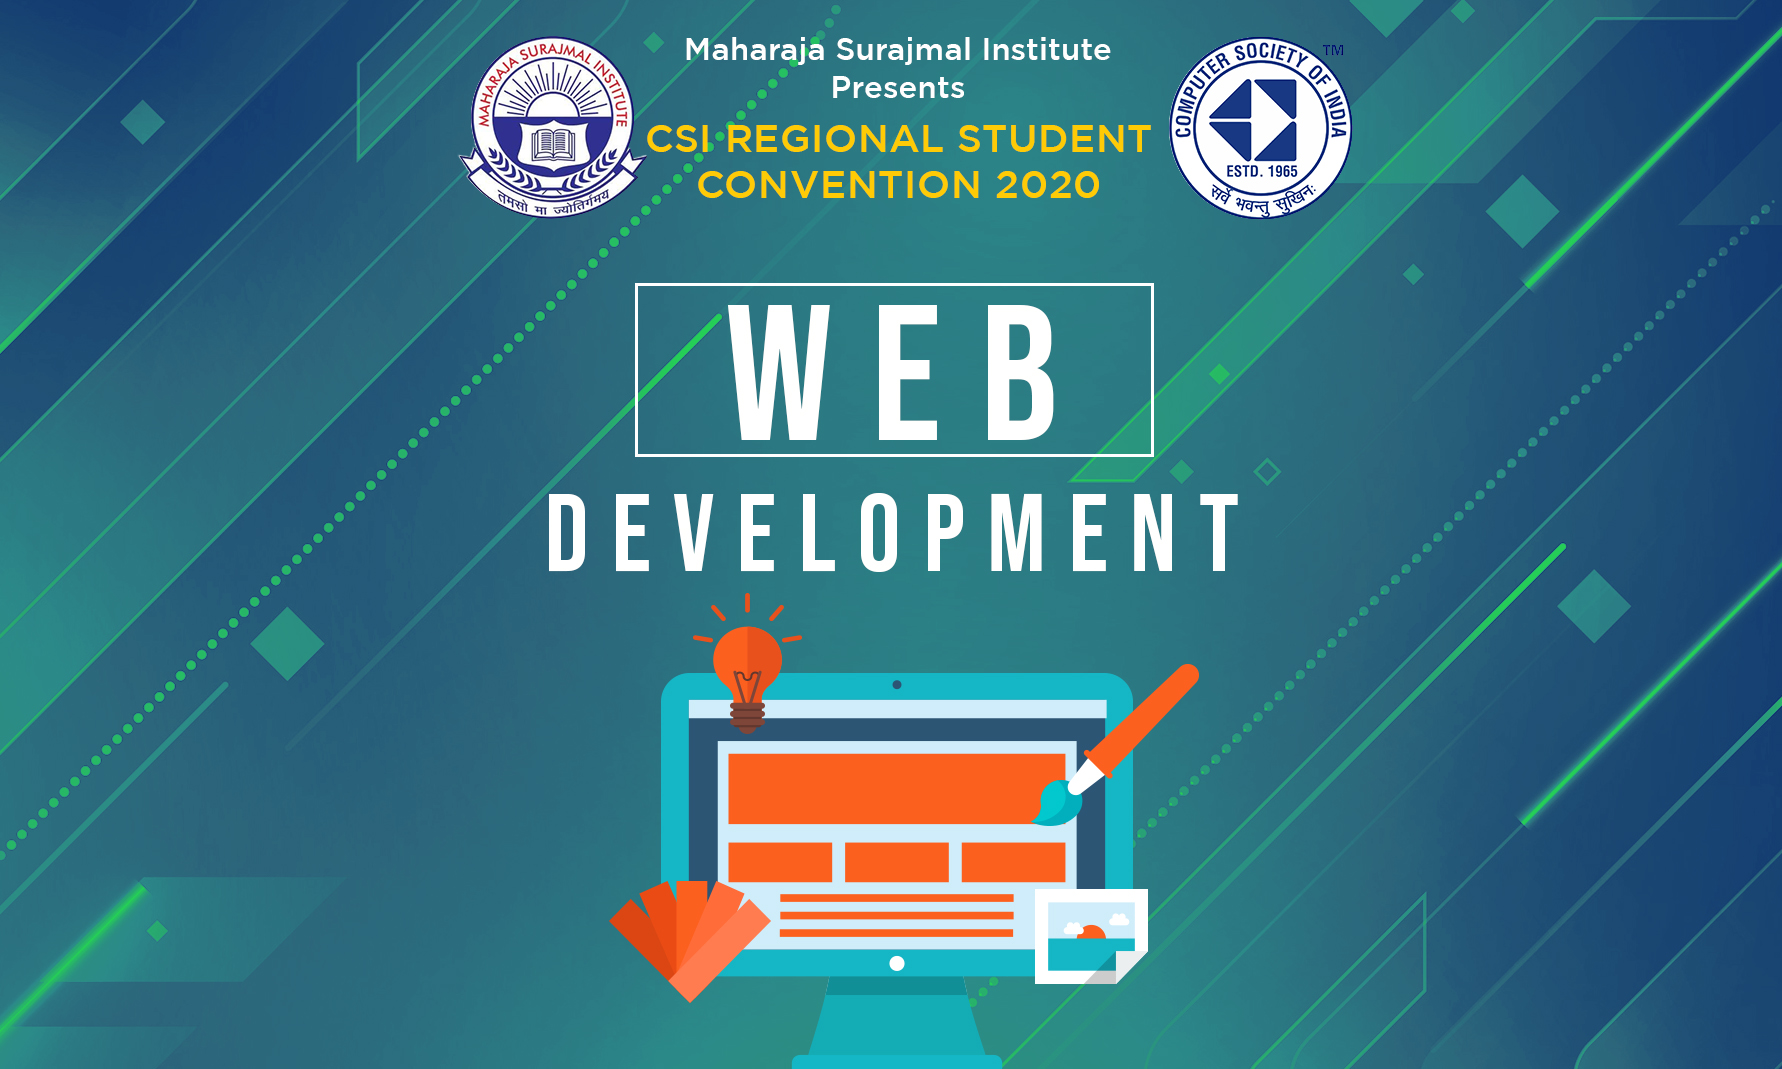 Maharaja Surajmal Institute
Presents
CSI REGIONAL STUDENT
CONVENTION 2020
MAHARAJA SURAJMAL INSTITUTE
तमसो मा ज्योतिर्गमय
COMPUTER SOCIETY OF INDIA
TM
ESTD. 1965
सर्वे भवन्तु सुखिनः
WEB
DEVELOPMENT